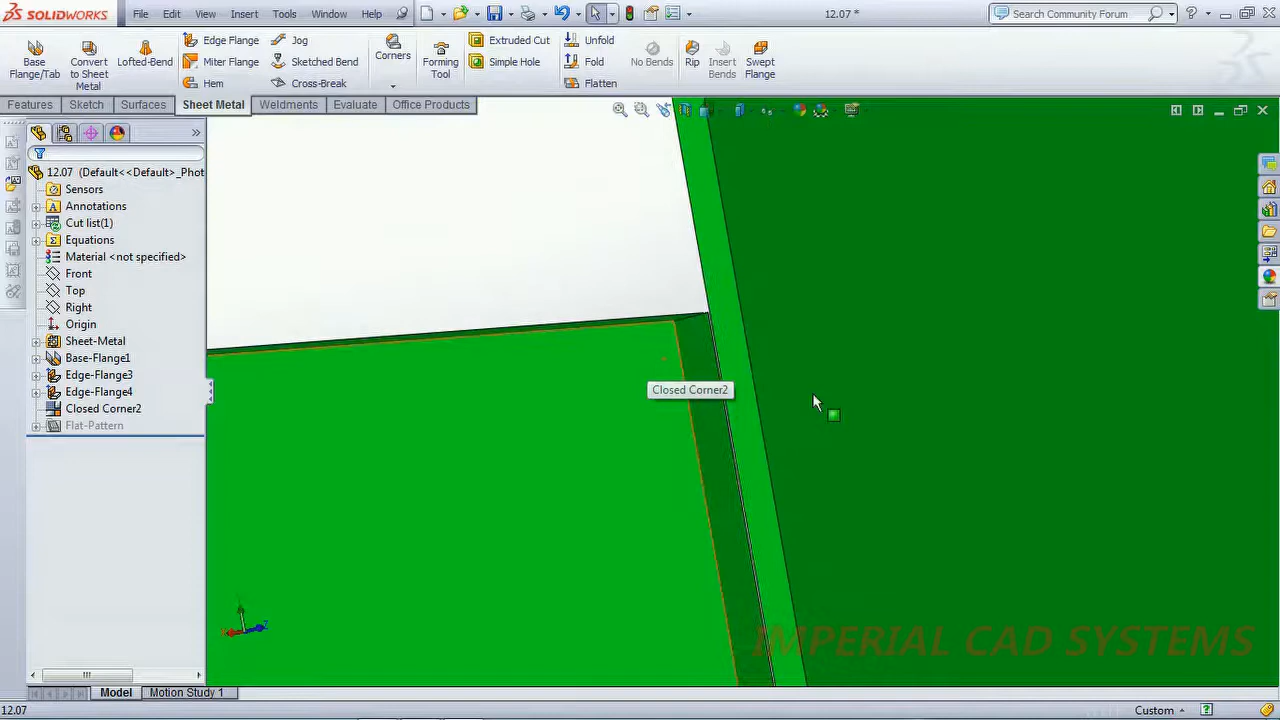 SOLIDWORKS File Edit View Insert Tools Window Help 12.07 * Search Community Forum
Base Flange/Tab
Convert to Sheet Metal
Lofted-Bend
Edge Flange
Miter Flange
Hem
Jog
Sketched Bend
Cross-Break
Corners
Forming Tool
Extruded Cut
Simple Hole
Unfold
Fold
Flatten
No Bends
Rip
Insert Bends
Swept Flange
Features Sketch Surfaces Sheet Metal Weldments Evaluate Office Products
12.07 (Default<<Default>_Phot
Sensors
Annotations
Cut list(1)
Equations
Material <not specified>
Front
Top
Right
Origin
Sheet-Metal
Base-Flange1
Edge-Flange3
Edge-Flange4
Closed Corner2
Flat-Pattern
Closed Corner2
IMPERIAL CAD SYSTEMS
Model Motion Study 1
12.07 Custom